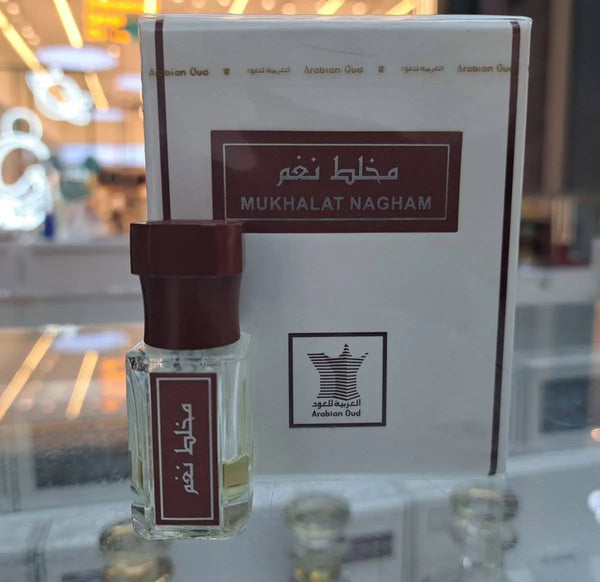 Arabian Oud العربية للعود Arabian Oud العربية للعود Arabian Oud
مخلط نغم
MUKHALAT NAGHAM
العربية للعود
Arabian Oud
مخلط نغم